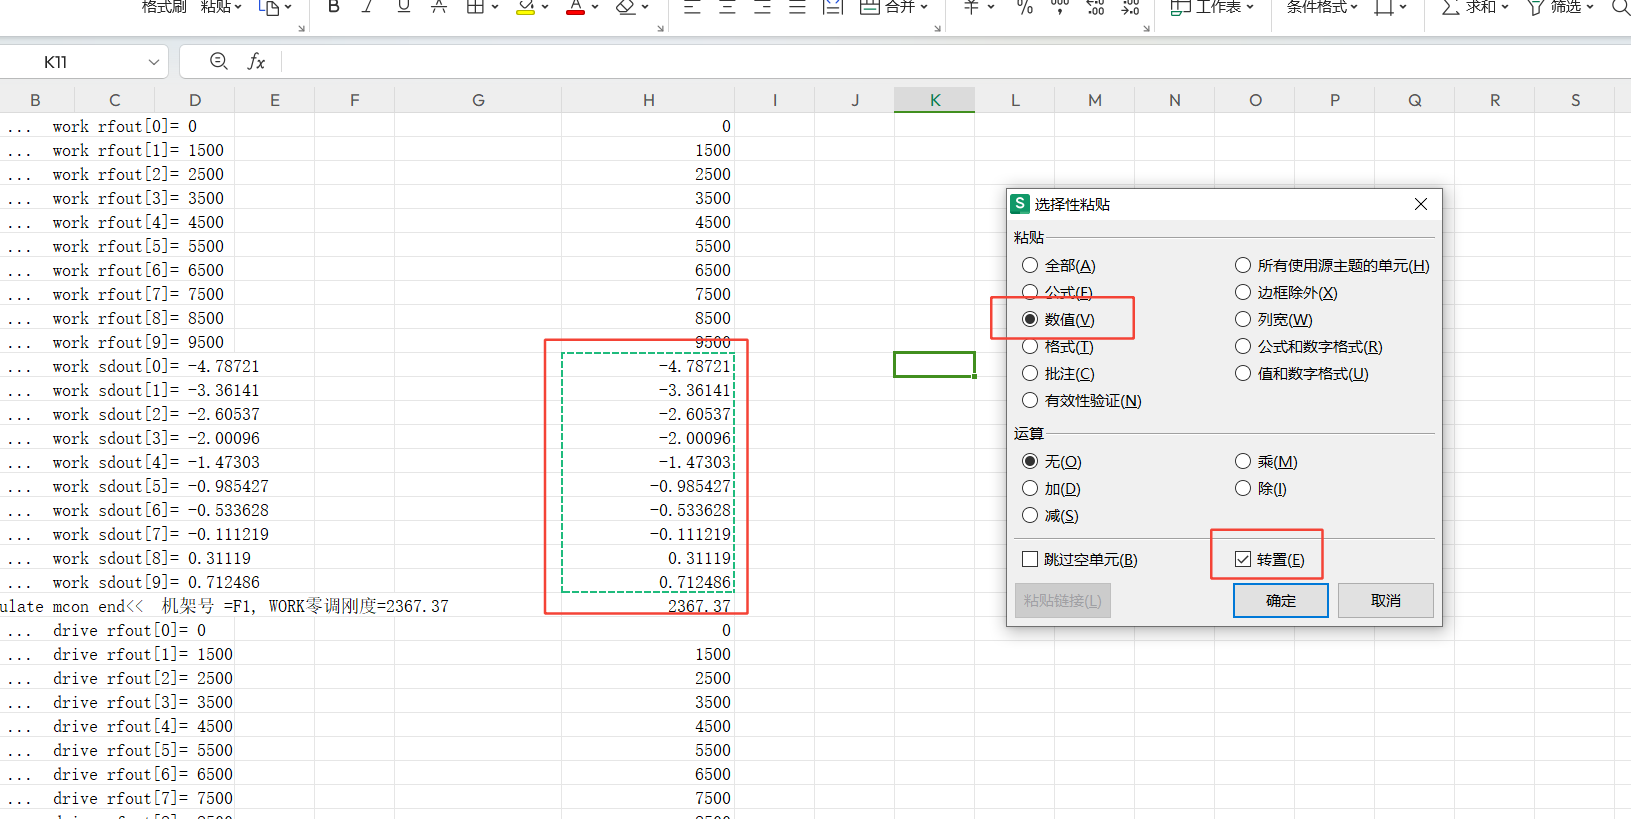 格式刷 粘贴 B I U A A 合并 羊 % 工作表 条件格式 求和 筛选
K11 fx
B C D E F G H I J K L M N O P Q R S
... work rfout[0]= 0 0
... work rfout[1]= 1500 1500
... work rfout[2]= 2500 2500
... work rfout[3]= 3500 3500
... work rfout[4]= 4500 4500
... work rfout[5]= 5500 5500
... work rfout[6]= 6500 6500
... work rfout[7]= 7500 7500
... work rfout[8]= 8500 8500
... work rfout[9]= 9500 9500
... work sdout[0]= -4.78721 -4.78721
... work sdout[1]= -3.36141 -3.36141
... work sdout[2]= -2.60537 -2.60537
... work sdout[3]= -2.00096 -2.00096
... work sdout[4]= -1.47303 -1.47303
... work sdout[5]= -0.985427 -0.985427
... work sdout[6]= -0.533628 -0.533628
... work sdout[7]= -0.111219 -0.111219
... work sdout[8]= 0.31119 0.31119
... work sdout[9]= 0.712486 0.712486
ulate mcon end<< 机架号 =F1, WORK零调刚度=2367.37 2367.37
... drive rfout[0]= 0 0
... drive rfout[1]= 1500 1500
... drive rfout[2]= 2500 2500
... drive rfout[3]= 3500 3500
... drive rfout[4]= 4500 4500
... drive rfout[5]= 5500 5500
... drive rfout[6]= 6500 6500
... drive rfout[7]= 7500 7500
S 选择性粘贴
粘贴
全部(A) 所有使用源主题的单元(H)
公式(F) 边框除外(X)
数值(V) 列宽(W)
格式(T) 公式和数字格式(R)
批注(C) 值和数字格式(U)
有效性验证(N)
运算
无(O) 乘(M)
加(D) 除(I)
减(S)
跳过空单元(B) 转置(E)
粘贴链接(L) 确定 取消